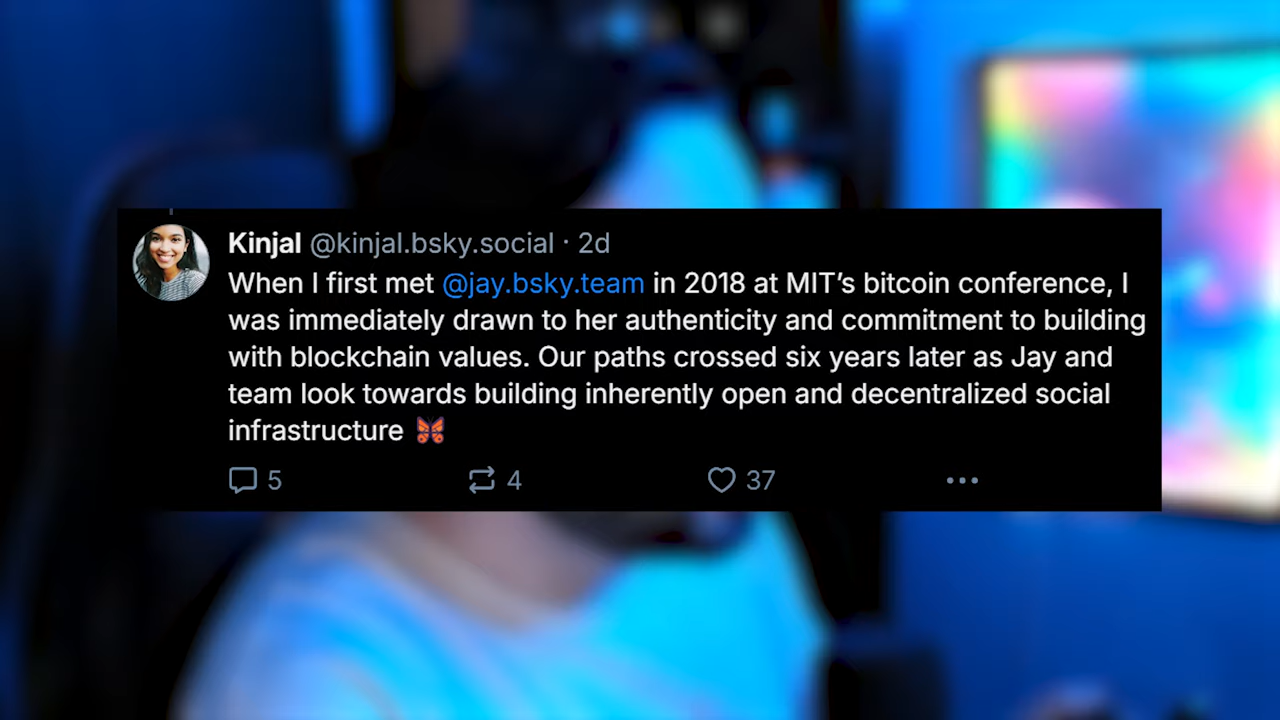 Kinjal @kinjal.bsky.social · 2d
When I first met @jay.bsky.team in 2018 at MIT’s bitcoin conference, I
was immediately drawn to her authenticity and commitment to building
with blockchain values. Our paths crossed six years later as Jay and
team look towards building inherently open and decentralized social
infrastructure 🦋
5 4 37